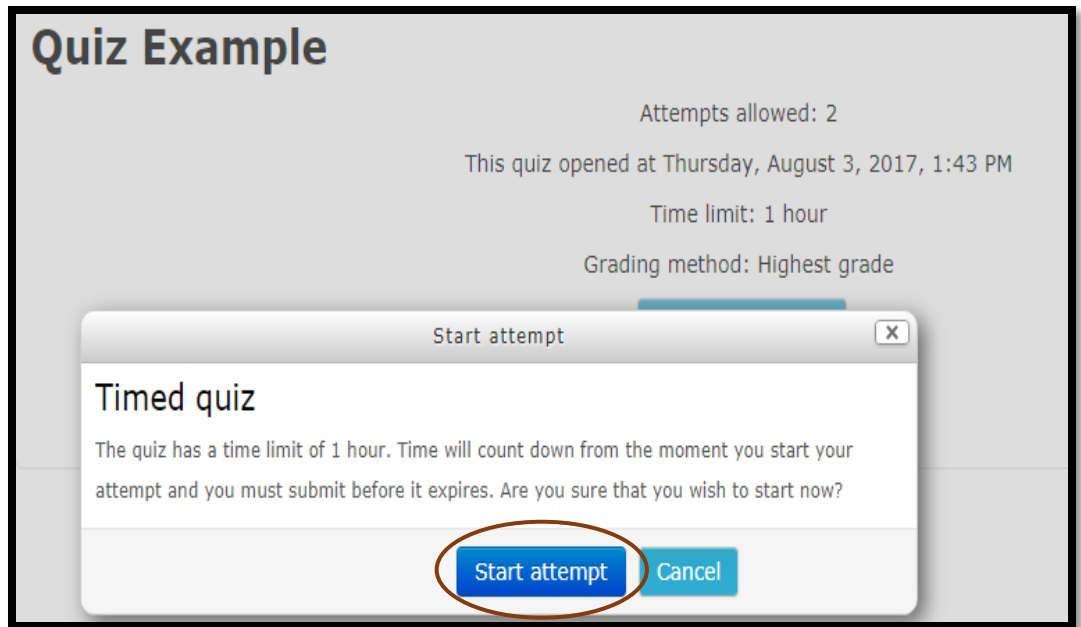 Quiz Example
Attempts allowed: 2
This quiz opened at Thursday, August 3, 2017, 1:43 PM
Time limit: 1 hour
Grading method: Highest grade
Start attempt
X
Timed quiz
The quiz has a time limit of 1 hour. Time will count down from the moment you start your
attempt and you must submit before it expires. Are you sure that you wish to start now?
Start attempt Cancel